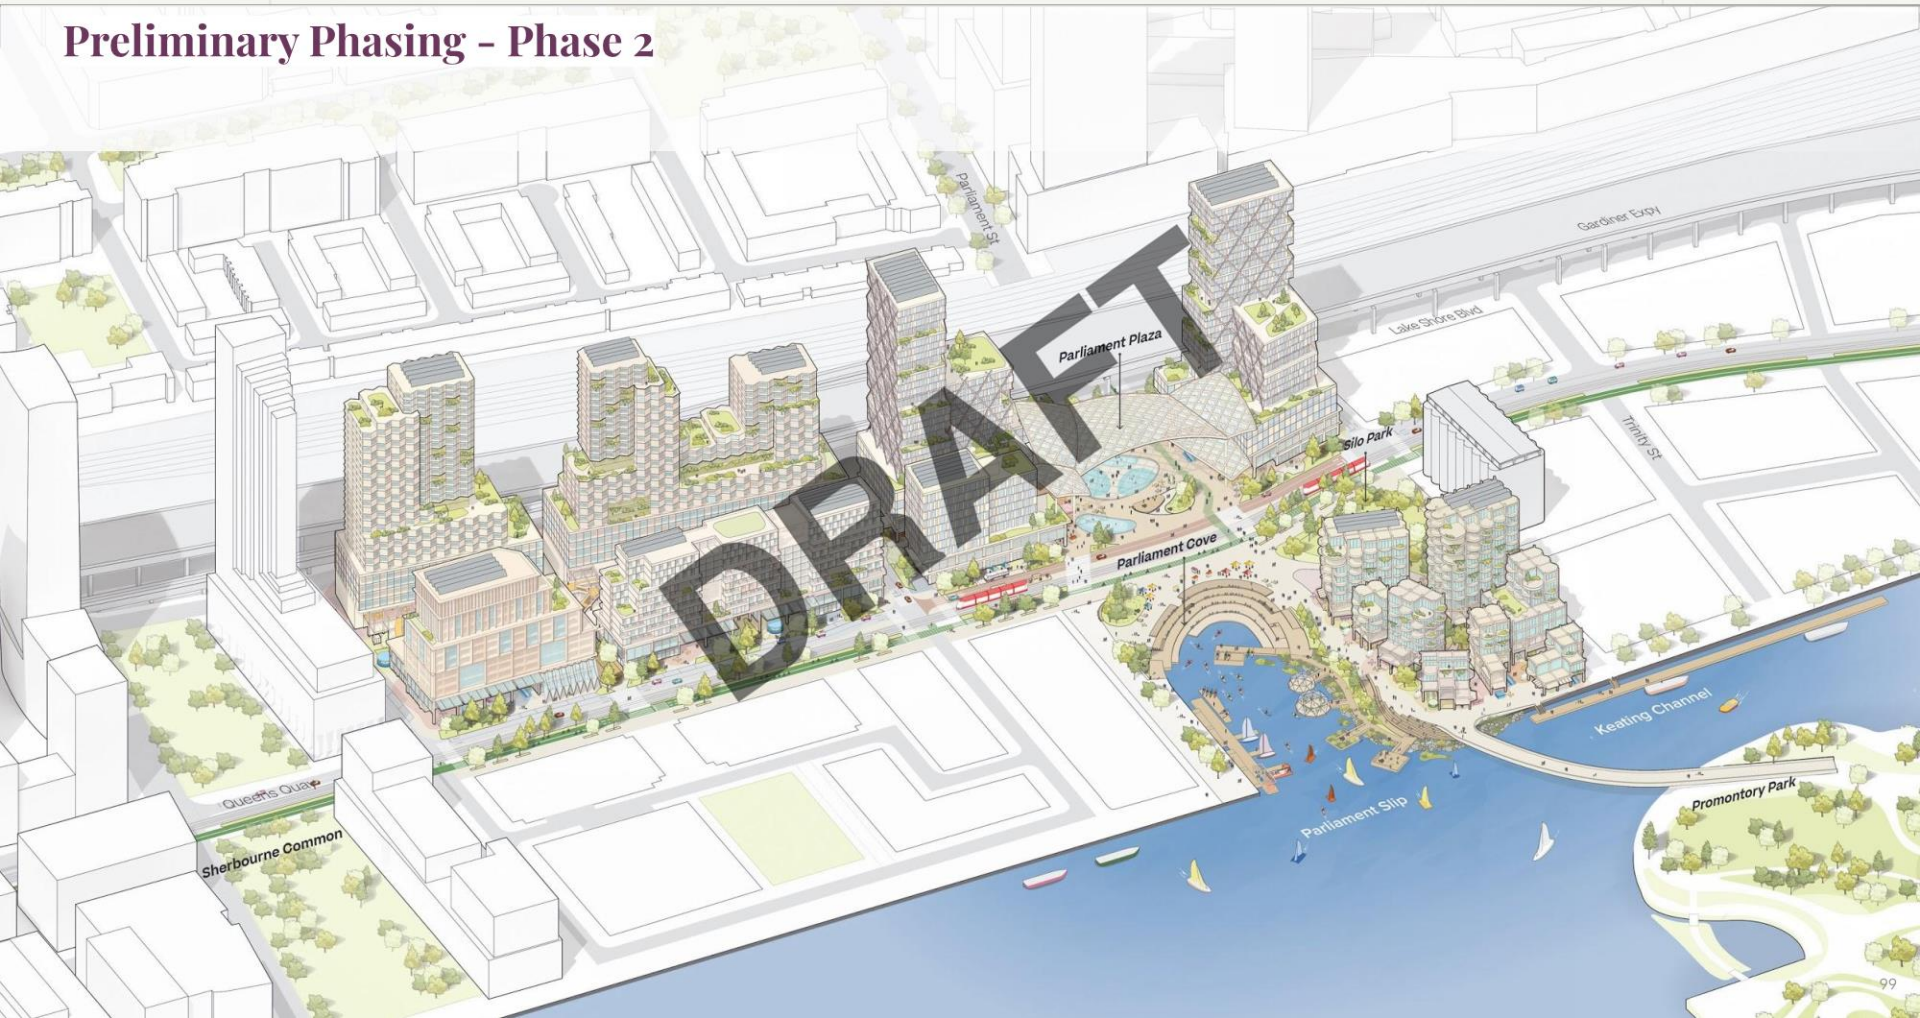 Preliminary Phasing - Phase 2
Parliament St
Gardiner Expy
Lake Shore Blvd
Parliament Plaza
DRAFT
Silo Park
Trinity St
Parliament Cove
Keating Channel
Queens Quay
Promontory Park
Parliament Slip
Sherbourne Common
99